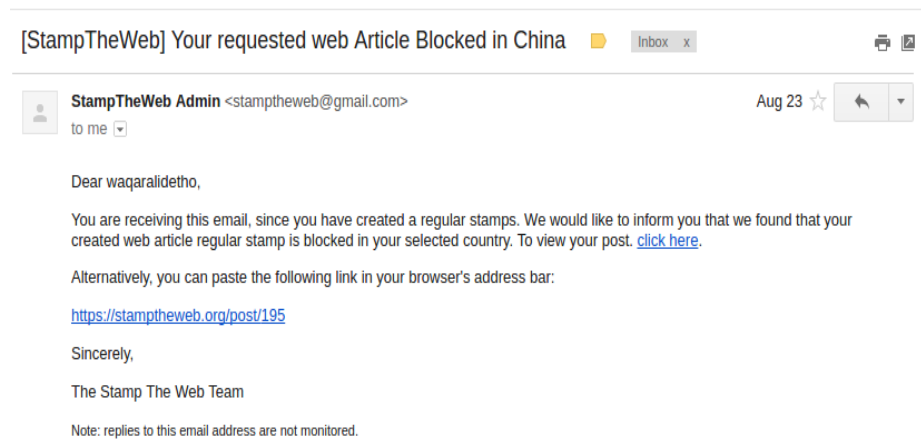 [StampTheWeb] Your requested web Article Blocked in China
Inbox x
StampTheWeb Admin <stamptheweb@gmail.com>
Aug 23
to me
Dear waqaralidetho,
You are receiving this email, since you have created a regular stamps. We would like to inform you that we found that your
created web article regular stamp is blocked in your selected country. To view your post. click here.
Alternatively, you can paste the following link in your browser's address bar:
https://stamptheweb.org/post/195
Sincerely,
The Stamp The Web Team
Note: replies to this email address are not monitored.